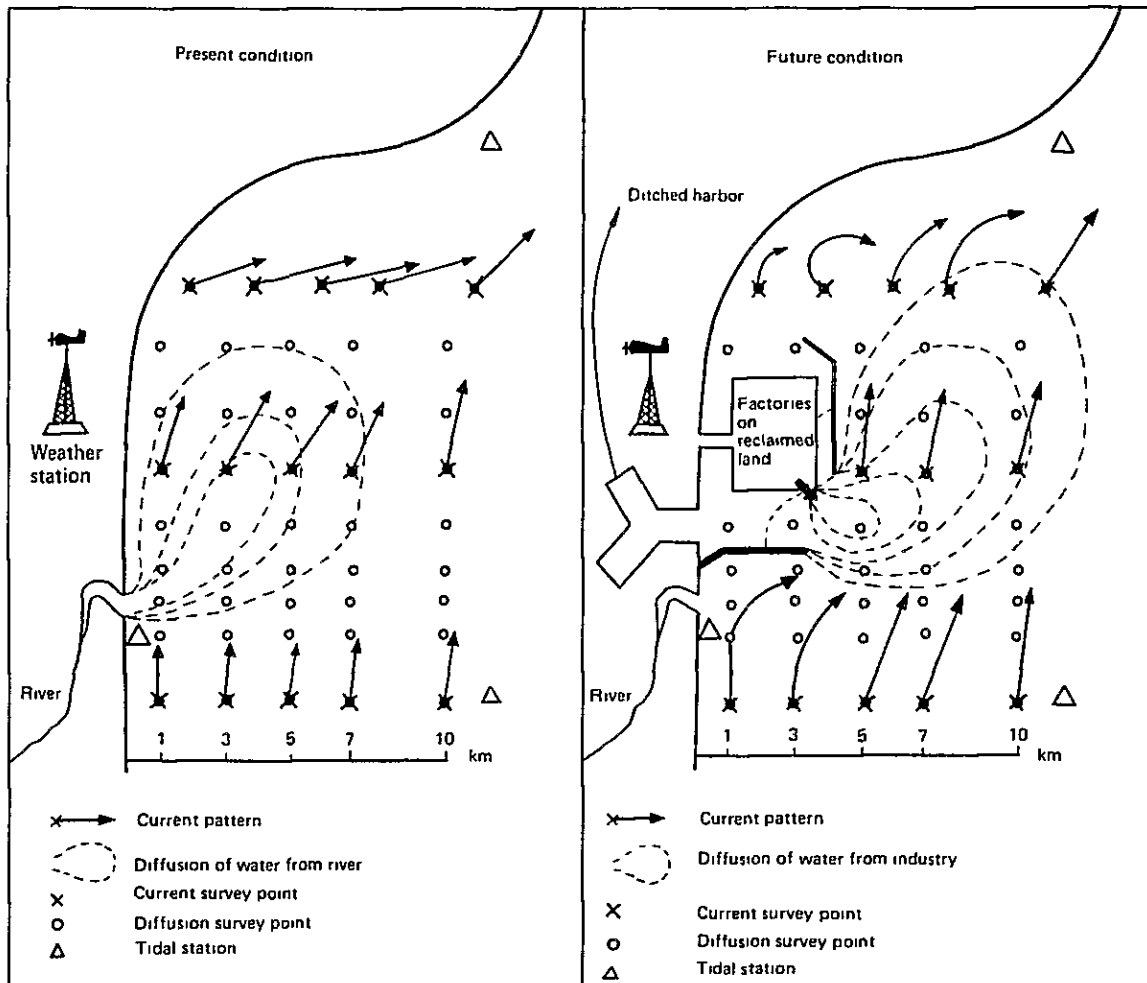 Present condition
Weather
station
River
1 3 5 7 10
km
Current pattern
Diffusion of water from river
Current survey point
Diffusion survey point
Tidal station
Future condition
Ditched harbor
Factories
on
reclaimed
land
6
River
1 3 5 7 10
km
Current pattern
Diffusion of water from industry
Current survey point
Diffusion survey point
Tidal station